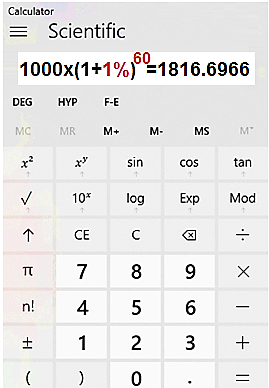 Calculator
Scientific
1000x(1+1%)^60=1816.6966
DEG HYP F-E
MC MR M+ M- MS M˅
x² xʸ sin cos tan
√ 10ˣ log Exp Mod
↑ CE C ⌫ ÷
π 7 8 9 ×
n! 4 5 6 −
± 1 2 3 +
( ) 0 . =